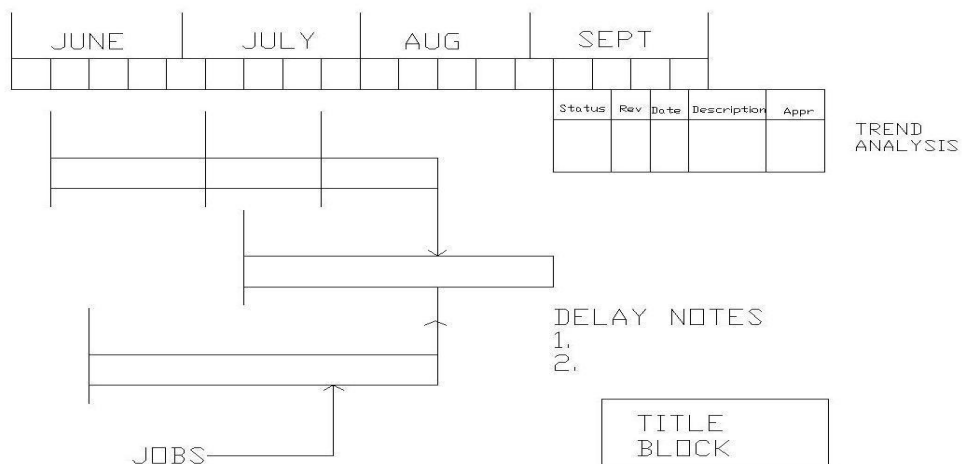 JUNE JULY AUG SEPT
Status Rev Date Description Appr
TREND
ANALYSIS
DELAY NOTES
1.
2.
TITLE
BLOCK
JOBS